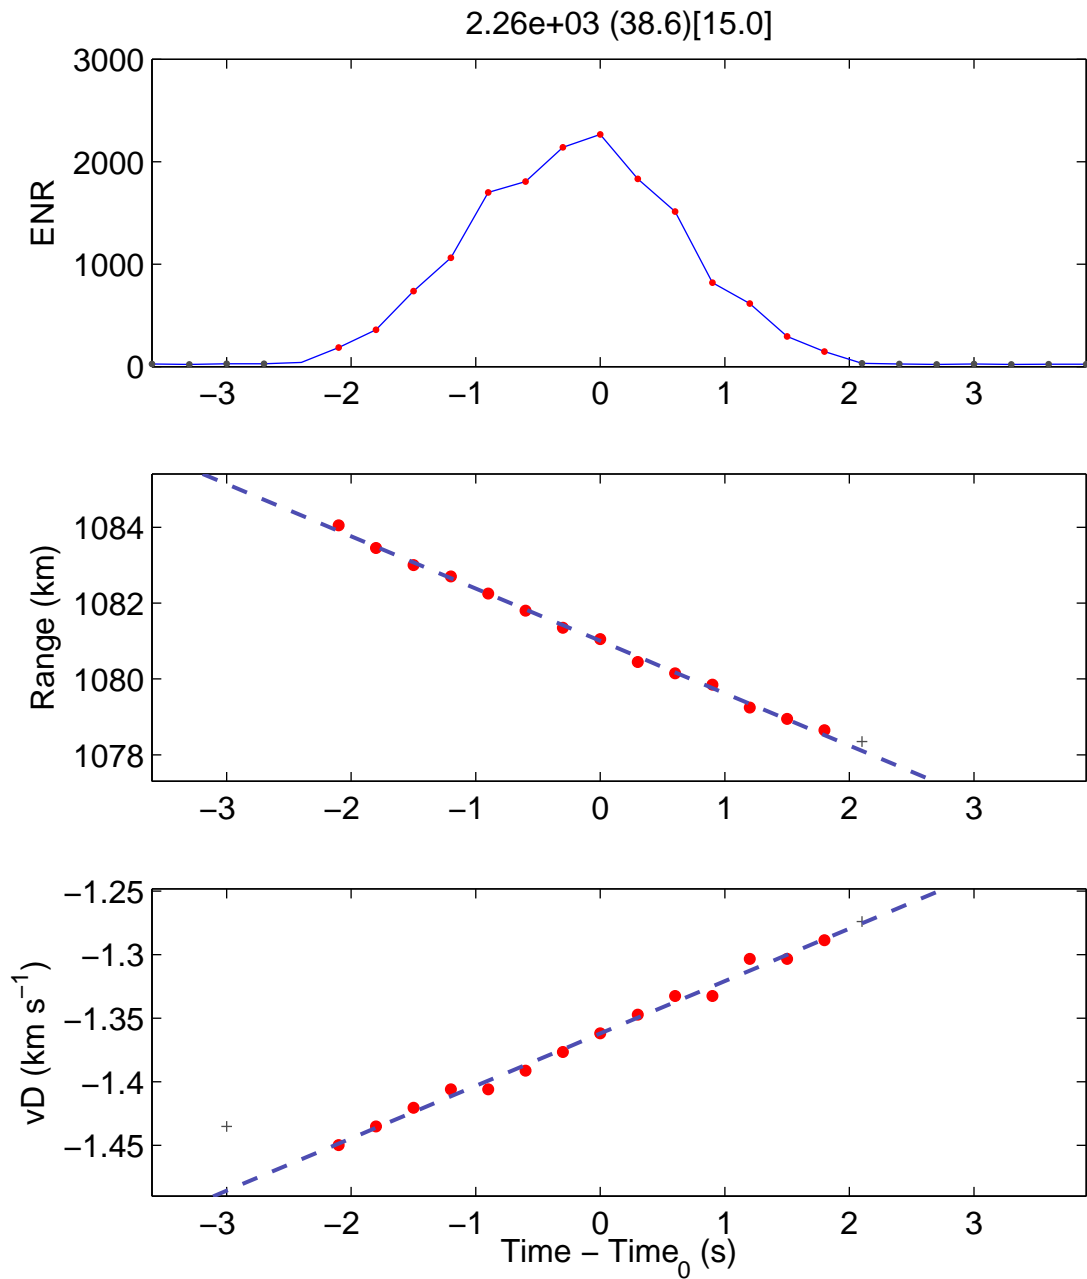 2.26e+03 (38.6)[15.0]
3000
2000
1000
0
ENR
−3 −2 −1 0 1 2 3
1084
1082
1080
1078
Range (km)
−3 −2 −1 0 1 2 3
−1.25
−1.3
−1.35
−1.4
−1.45
vD (km s−1)
−3 −2 −1 0 1 2 3
Time − Time0 (s)